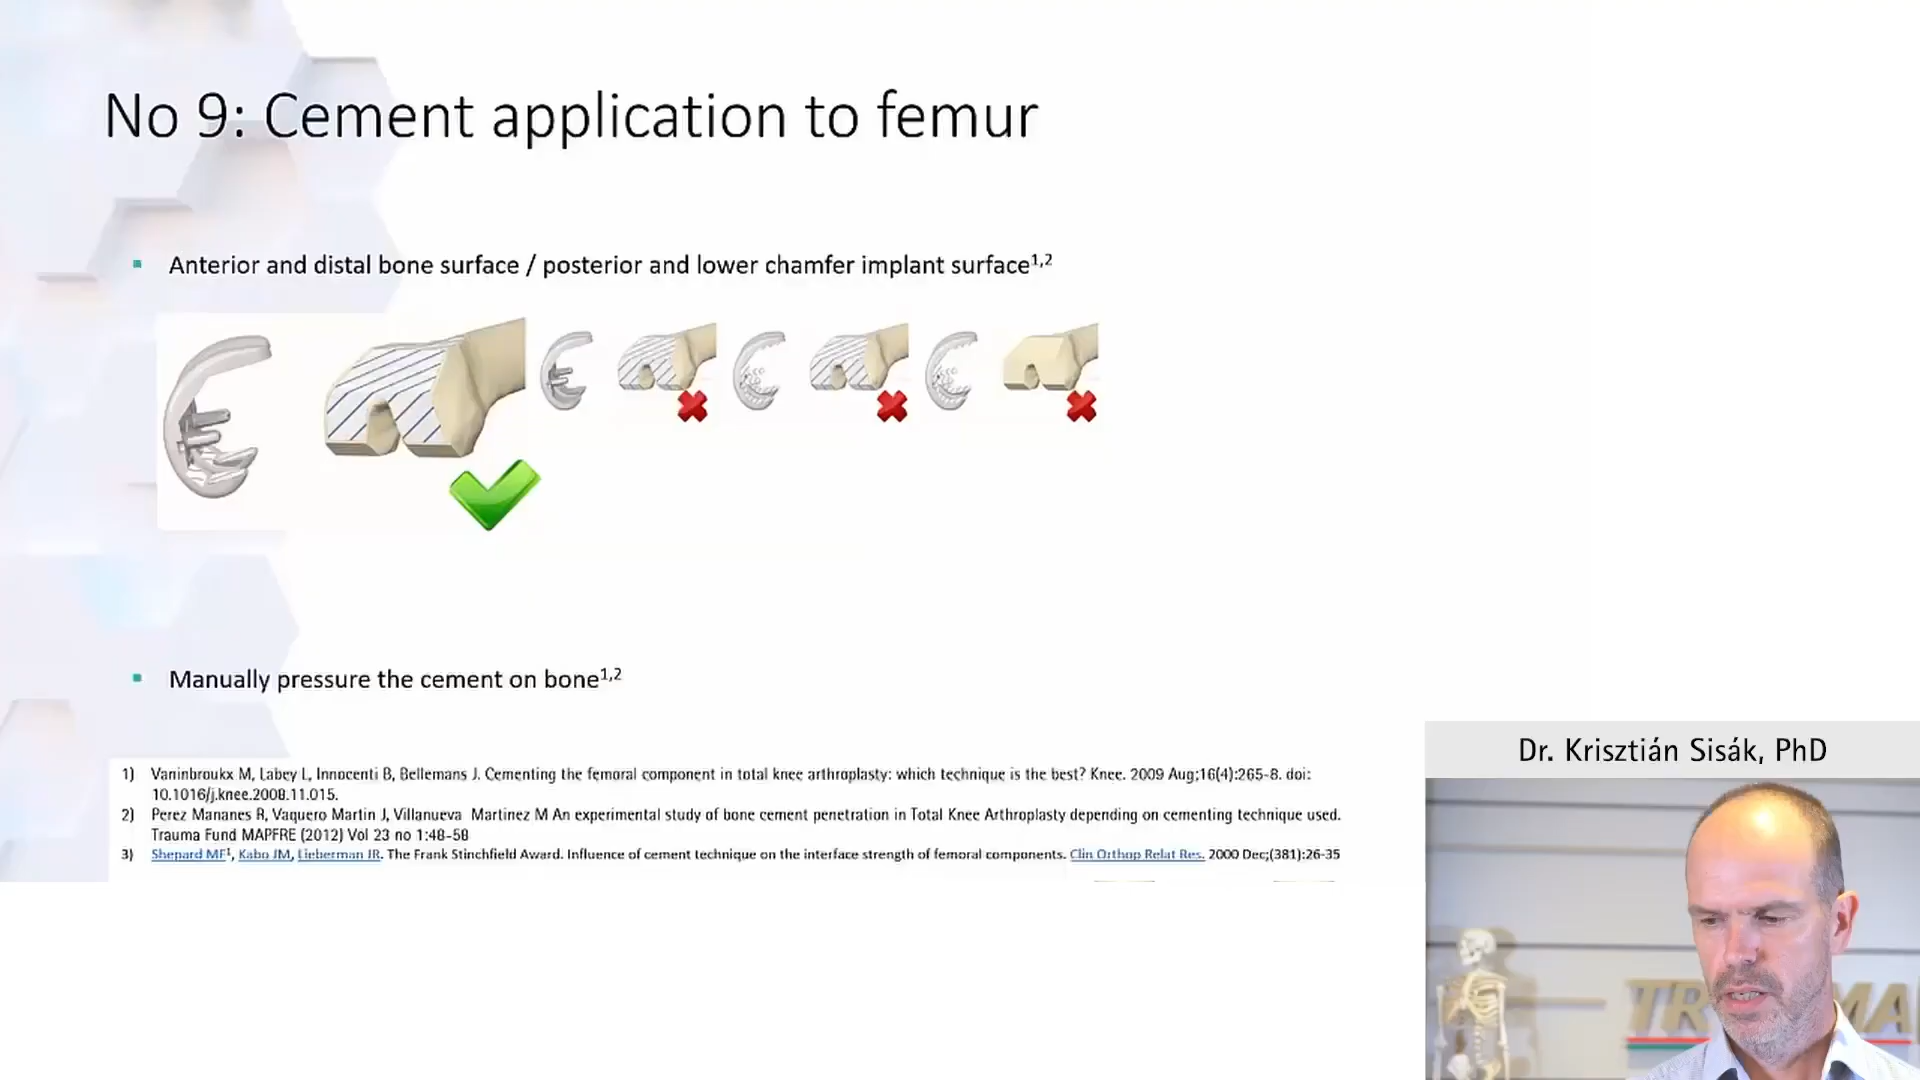 No 9: Cement application to femur
Anterior and distal bone surface / posterior and lower chamfer implant surface1,2
Manually pressure the cement on bone1,2
1) Vaninbroukx M, Labey L, Innocenti B, Bellemans J. Cementing the femoral component in total knee arthroplasty: which technique is the best? Knee. 2009 Aug;16(4):265-8. doi:
10.1016/j.knee.2008.11.015.
2) Perez Mananes R, Vaquero Martin J, Villanueva Martinez M An experimental study of bone cement penetration in Total Knee Arthroplasty depending on cementing technique used.
Trauma Fund MAPFRE (2012) Vol 23 no 1:48-58
3) Shepard MF1, Kabo JM, Lieberman JR. The Frank Stinchfield Award. Influence of cement technique on the interface strength of femoral components. Clin Orthop Relat Res. 2000 Dec;(381):26-35
Dr. Krisztián Sisák, PhD